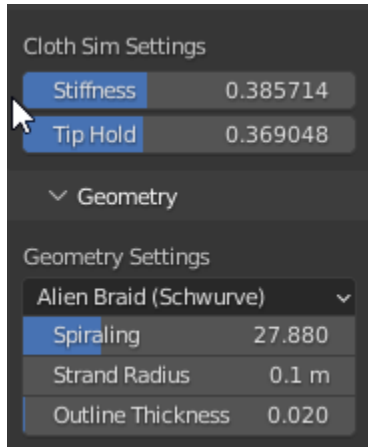 Cloth Sim Settings
Stiffness 0.385714
Tip Hold 0.369048
Geometry
Geometry Settings
Alien Braid (Schwurve)
Spiraling 27.880
Strand Radius 0.1 m
Outline Thickness 0.020